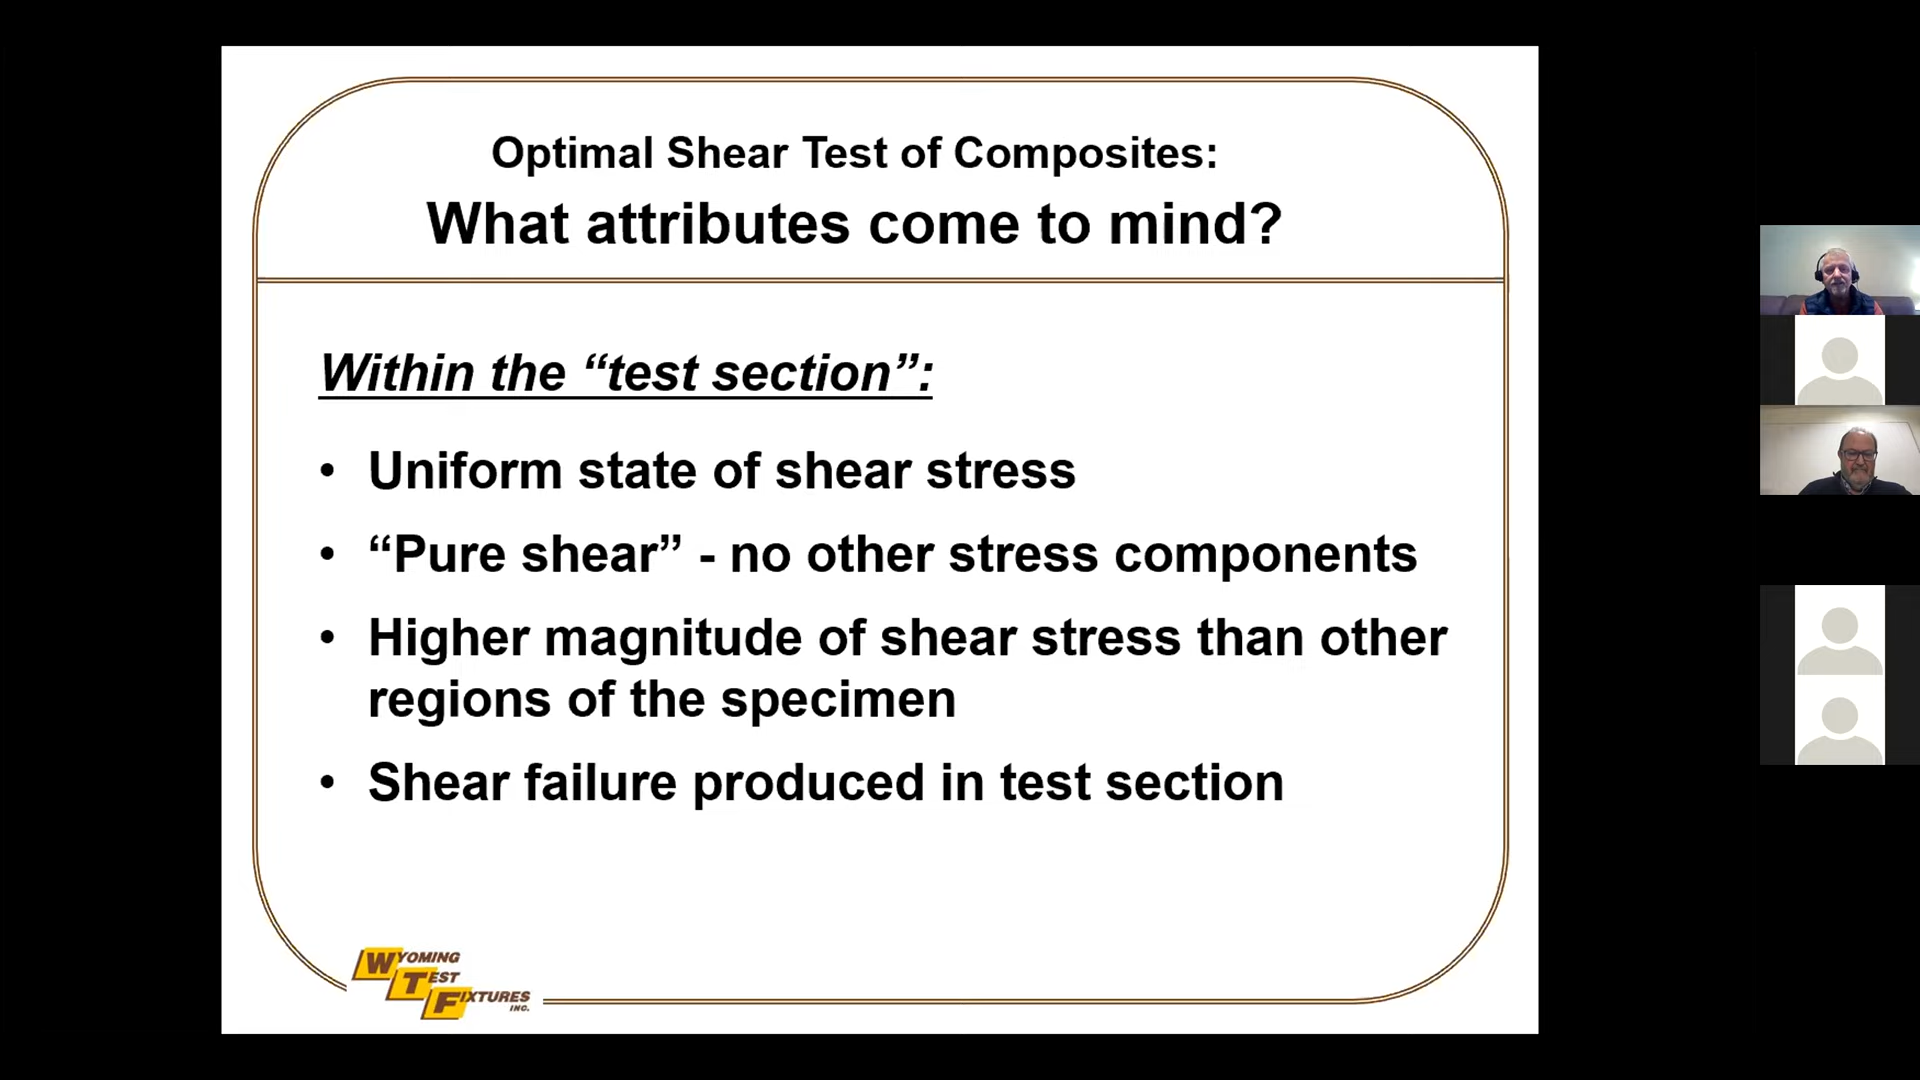 Optimal Shear Test of Composites:
What attributes come to mind?
Within the “test section”:
• Uniform state of shear stress
• “Pure shear” - no other stress components
• Higher magnitude of shear stress than other
regions of the specimen
• Shear failure produced in test section
WYOMING
TEST
FIXTURES
INC.